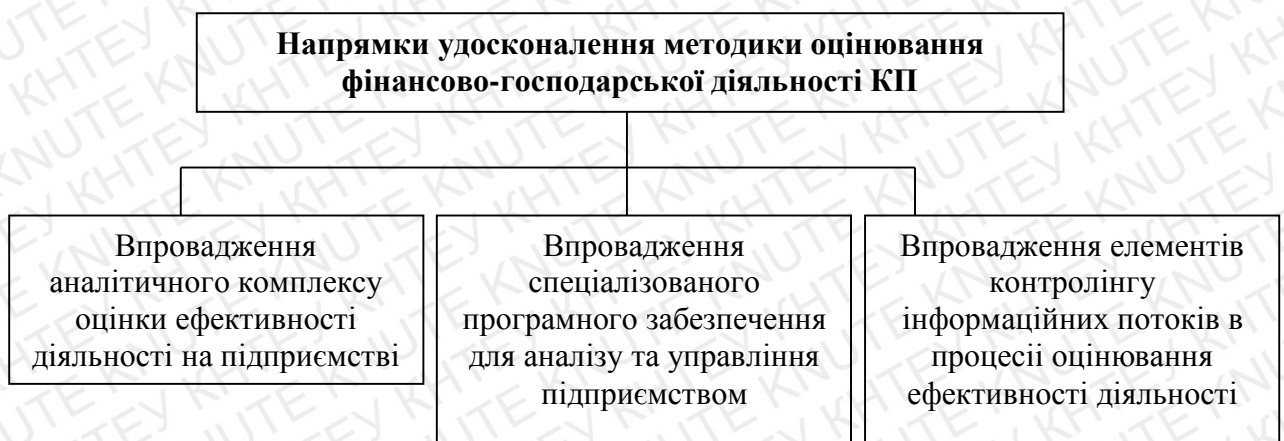 Напрямки удосконалення методики оцінювання
фінансово-господарської діяльності КП
Впровадження
аналітичного комплексу
оцінки ефективності
діяльності на підприємстві
Впровадження
спеціалізованого
програмного забезпечення
для аналізу та управління
підприємством
Впровадження елементів
контролінгу
інформаційних потоків в
процесії оцінювання
ефективності діяльності